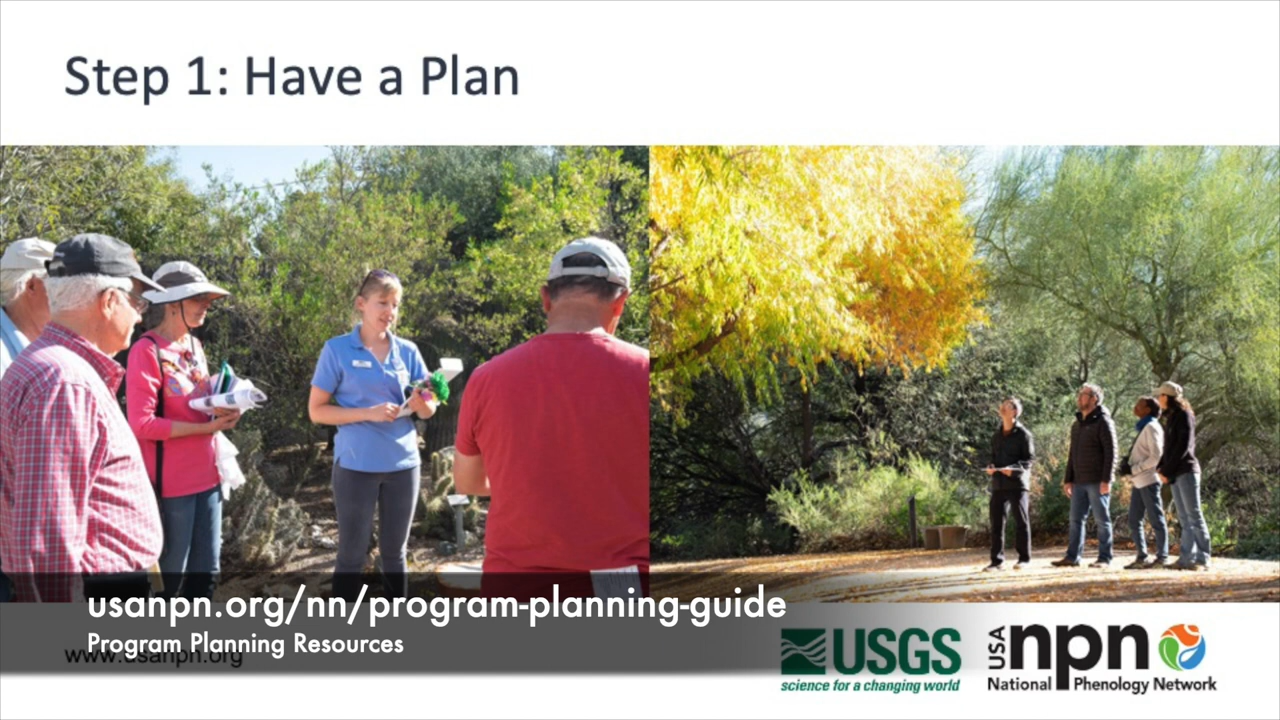 Step 1: Have a Plan
usanpn.org/nn/program-planning-guide
Program Planning Resources
www.usanpn.org
USGS
science for a changing world
USA npn
National Phenology Network